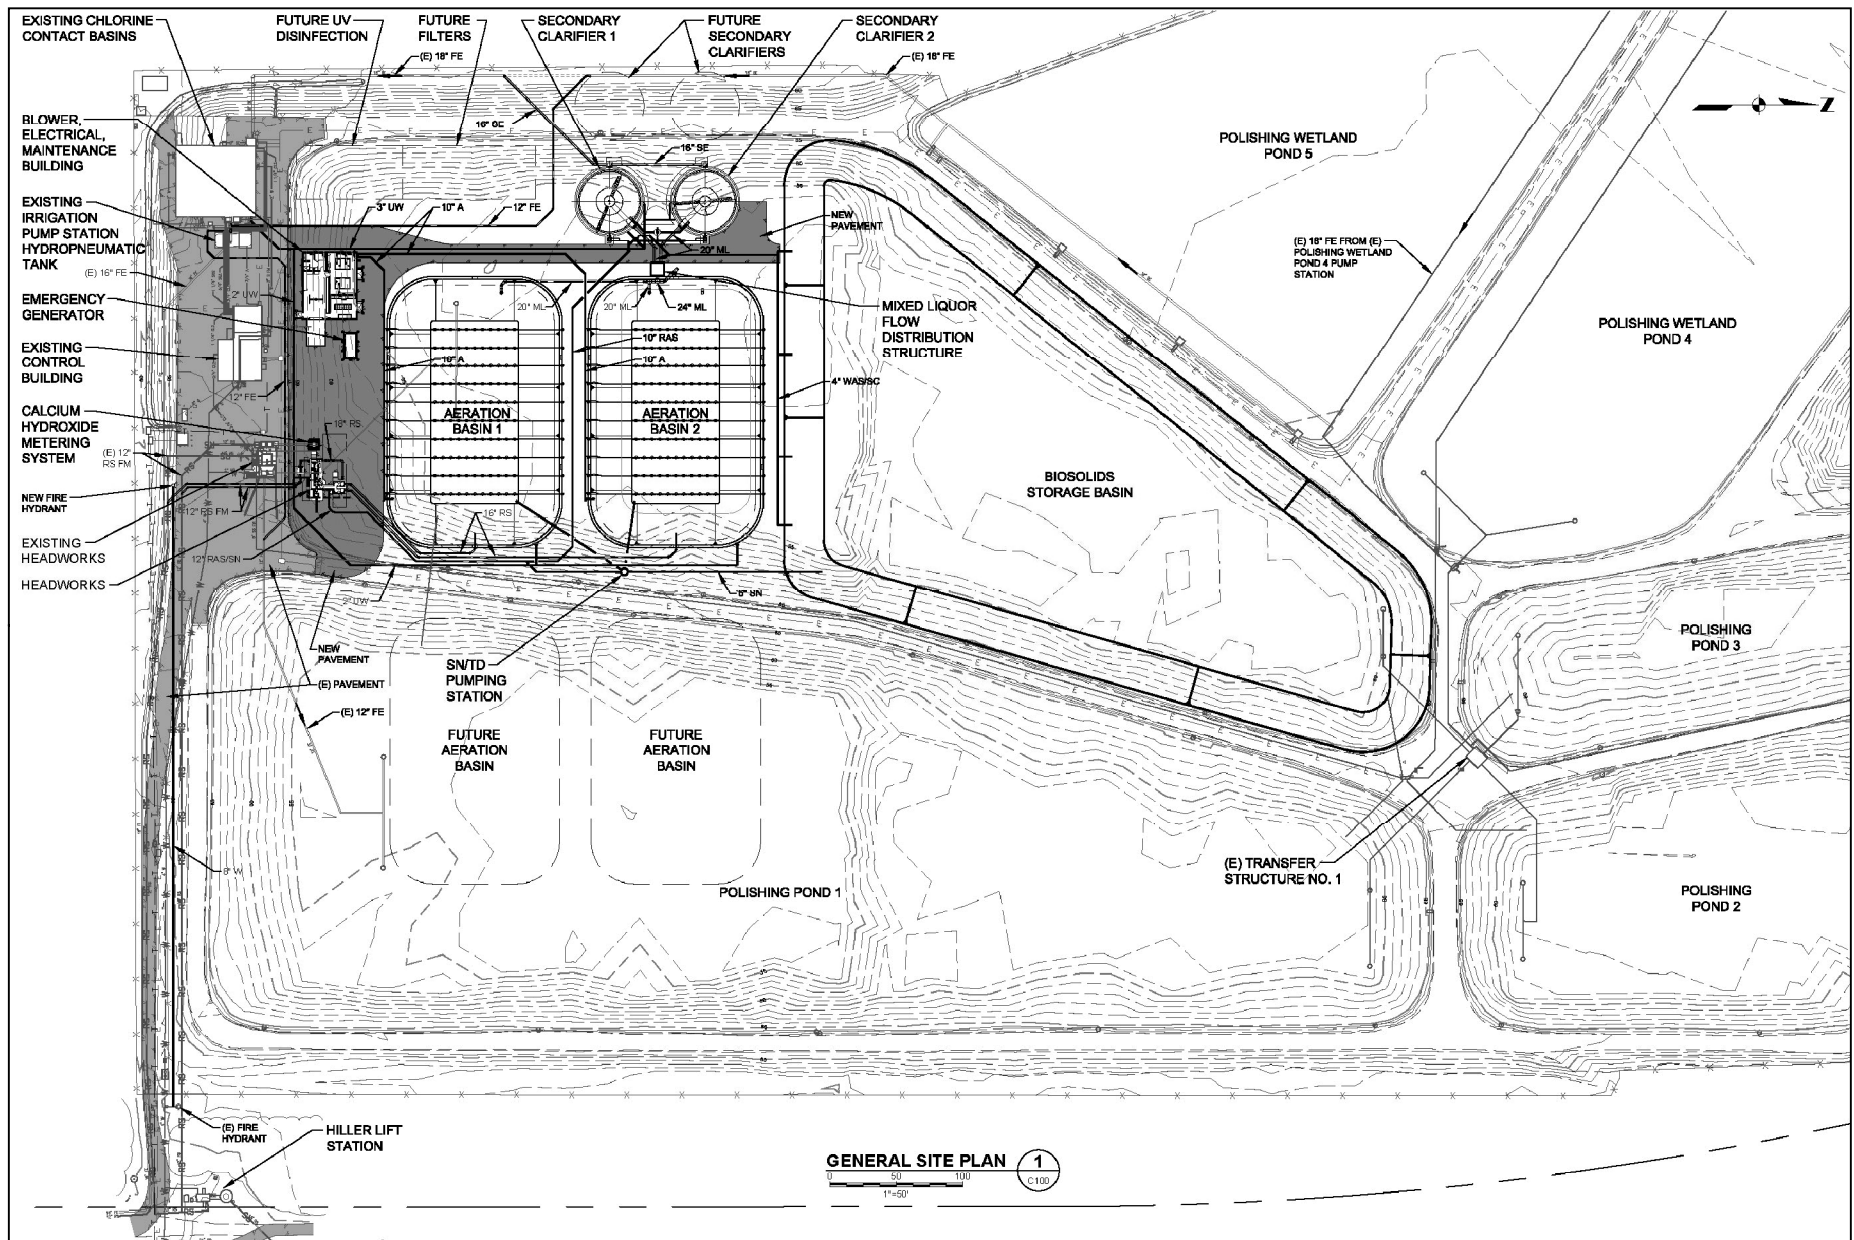 EXISTING CHLORINE
CONTACT BASINS
FUTURE UV
DISINFECTION
FUTURE
FILTERS
SECONDARY
CLARIFIER 1
FUTURE
SECONDARY
CLARIFIERS
SECONDARY
CLARIFIER 2
(E) 18" FE
(E) 18" FE
BLOWER,
ELECTRICAL,
MAINTENANCE
BUILDING
16" SE
16" SE
POLISHING WETLAND
POND 5
Z
EXISTING
IRRIGATION
PUMP STATION
HYDROPNEUMATIC
TANK
3" UW
10" A
12" FE
NEW
PAVEMENT
20" ML
(E) 18" FE FROM (E)
POLISHING WETLAND
POND 4 PUMP
STATION
(E) 16" FE
2" UW
EMERGENCY
GENERATOR
20" ML
20" ML
24" ML
MIXED LIQUOR
FLOW
DISTRIBUTION
STRUCTURE
POLISHING WETLAND
POND 4
EXISTING
CONTROL
BUILDING
10" RAS
10" A
10" A
4" WAS/SC
12" FE
CALCIUM
HYDROXIDE
METERING
SYSTEM
AERATION
BASIN 1
AERATION
BASIN 2
18" RS
(E) 12"
RS FM
BIOSOLIDS
STORAGE BASIN
NEW FIRE
HYDRANT
12" RS FM
16" RS
EXISTING
HEADWORKS
12" RAS/SN
HEADWORKS
6" SN
NEW
PAVEMENT
(E) PAVEMENT
(E) 12" FE
SN/TD
PUMPING
STATION
POLISHING
POND 3
FUTURE
AERATION
BASIN
FUTURE
AERATION
BASIN
8" W
POLISHING POND 1
(E) TRANSFER
STRUCTURE NO. 1
POLISHING
POND 2
(E) FIRE
HYDRANT
HILLER LIFT
STATION
GENERAL SITE PLAN
1
C100
0 50 100
1"=50'